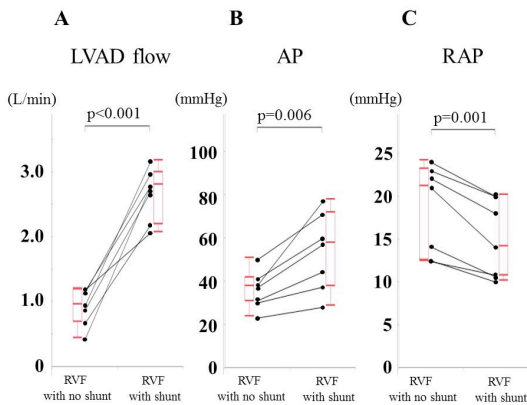 A
B
C
LVAD flow
AP
RAP
(L/min)
(mmHg)
(mmHg)
p<0.001
p=0.006
p=0.001
3.0
2.0
1.0
0
100
80
60
40
20
0
25
20
15
10
5
0
RVF
with no shunt
RVF
with shunt
RVF
with no shunt
RVF
with shunt
RVF
with no shunt
RVF
with shunt